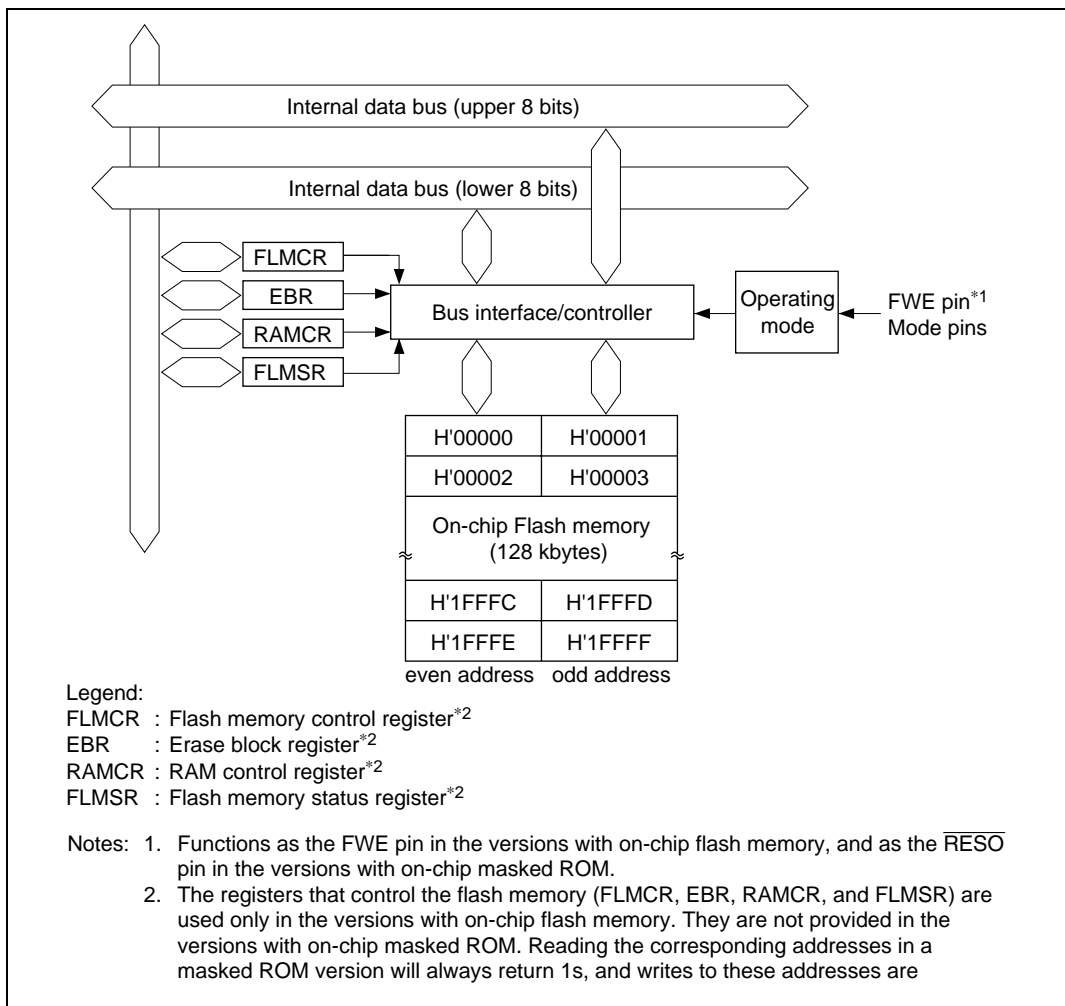 Internal data bus (upper 8 bits)
Internal data bus (lower 8 bits)
FLMCR
EBR
RAMCR
FLMSR
Bus interface/controller
Operating
mode
FWE pin*1
Mode pins
H'00000 H'00001
H'00002 H'00003
On-chip Flash memory
(128 kbytes)
H'1FFFC H'1FFFD
H'1FFFE H'1FFFF
even address odd address
Legend:
FLMCR : Flash memory control register*2
EBR : Erase block register*2
RAMCR : RAM control register*2
FLMSR : Flash memory status register*2
Notes: 1. Functions as the FWE pin in the versions with on-chip flash memory, and as the RESO
pin in the versions with on-chip masked ROM.
2. The registers that control the flash memory (FLMCR, EBR, RAMCR, and FLMSR) are
used only in the versions with on-chip flash memory. They are not provided in the
versions with on-chip masked ROM. Reading the corresponding addresses in a
masked ROM version will always return 1s, and writes to these addresses are